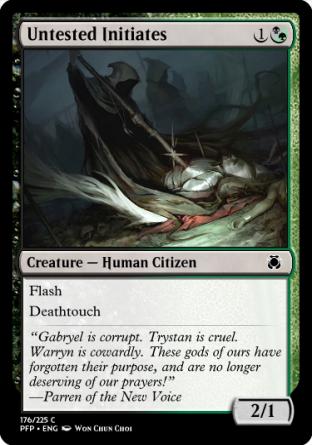 Untested Initiates 1
Creature — Human Citizen
Flash
Deathtouch
“Gabryel is corrupt. Trystan is cruel.
Warryn is cowardly. These gods of ours have
forgotten their purpose, and are no longer
deserving of our prayers!”
—Parren of the New Voice
2/1
176/225 C
PFP • ENG Won Chun Choi